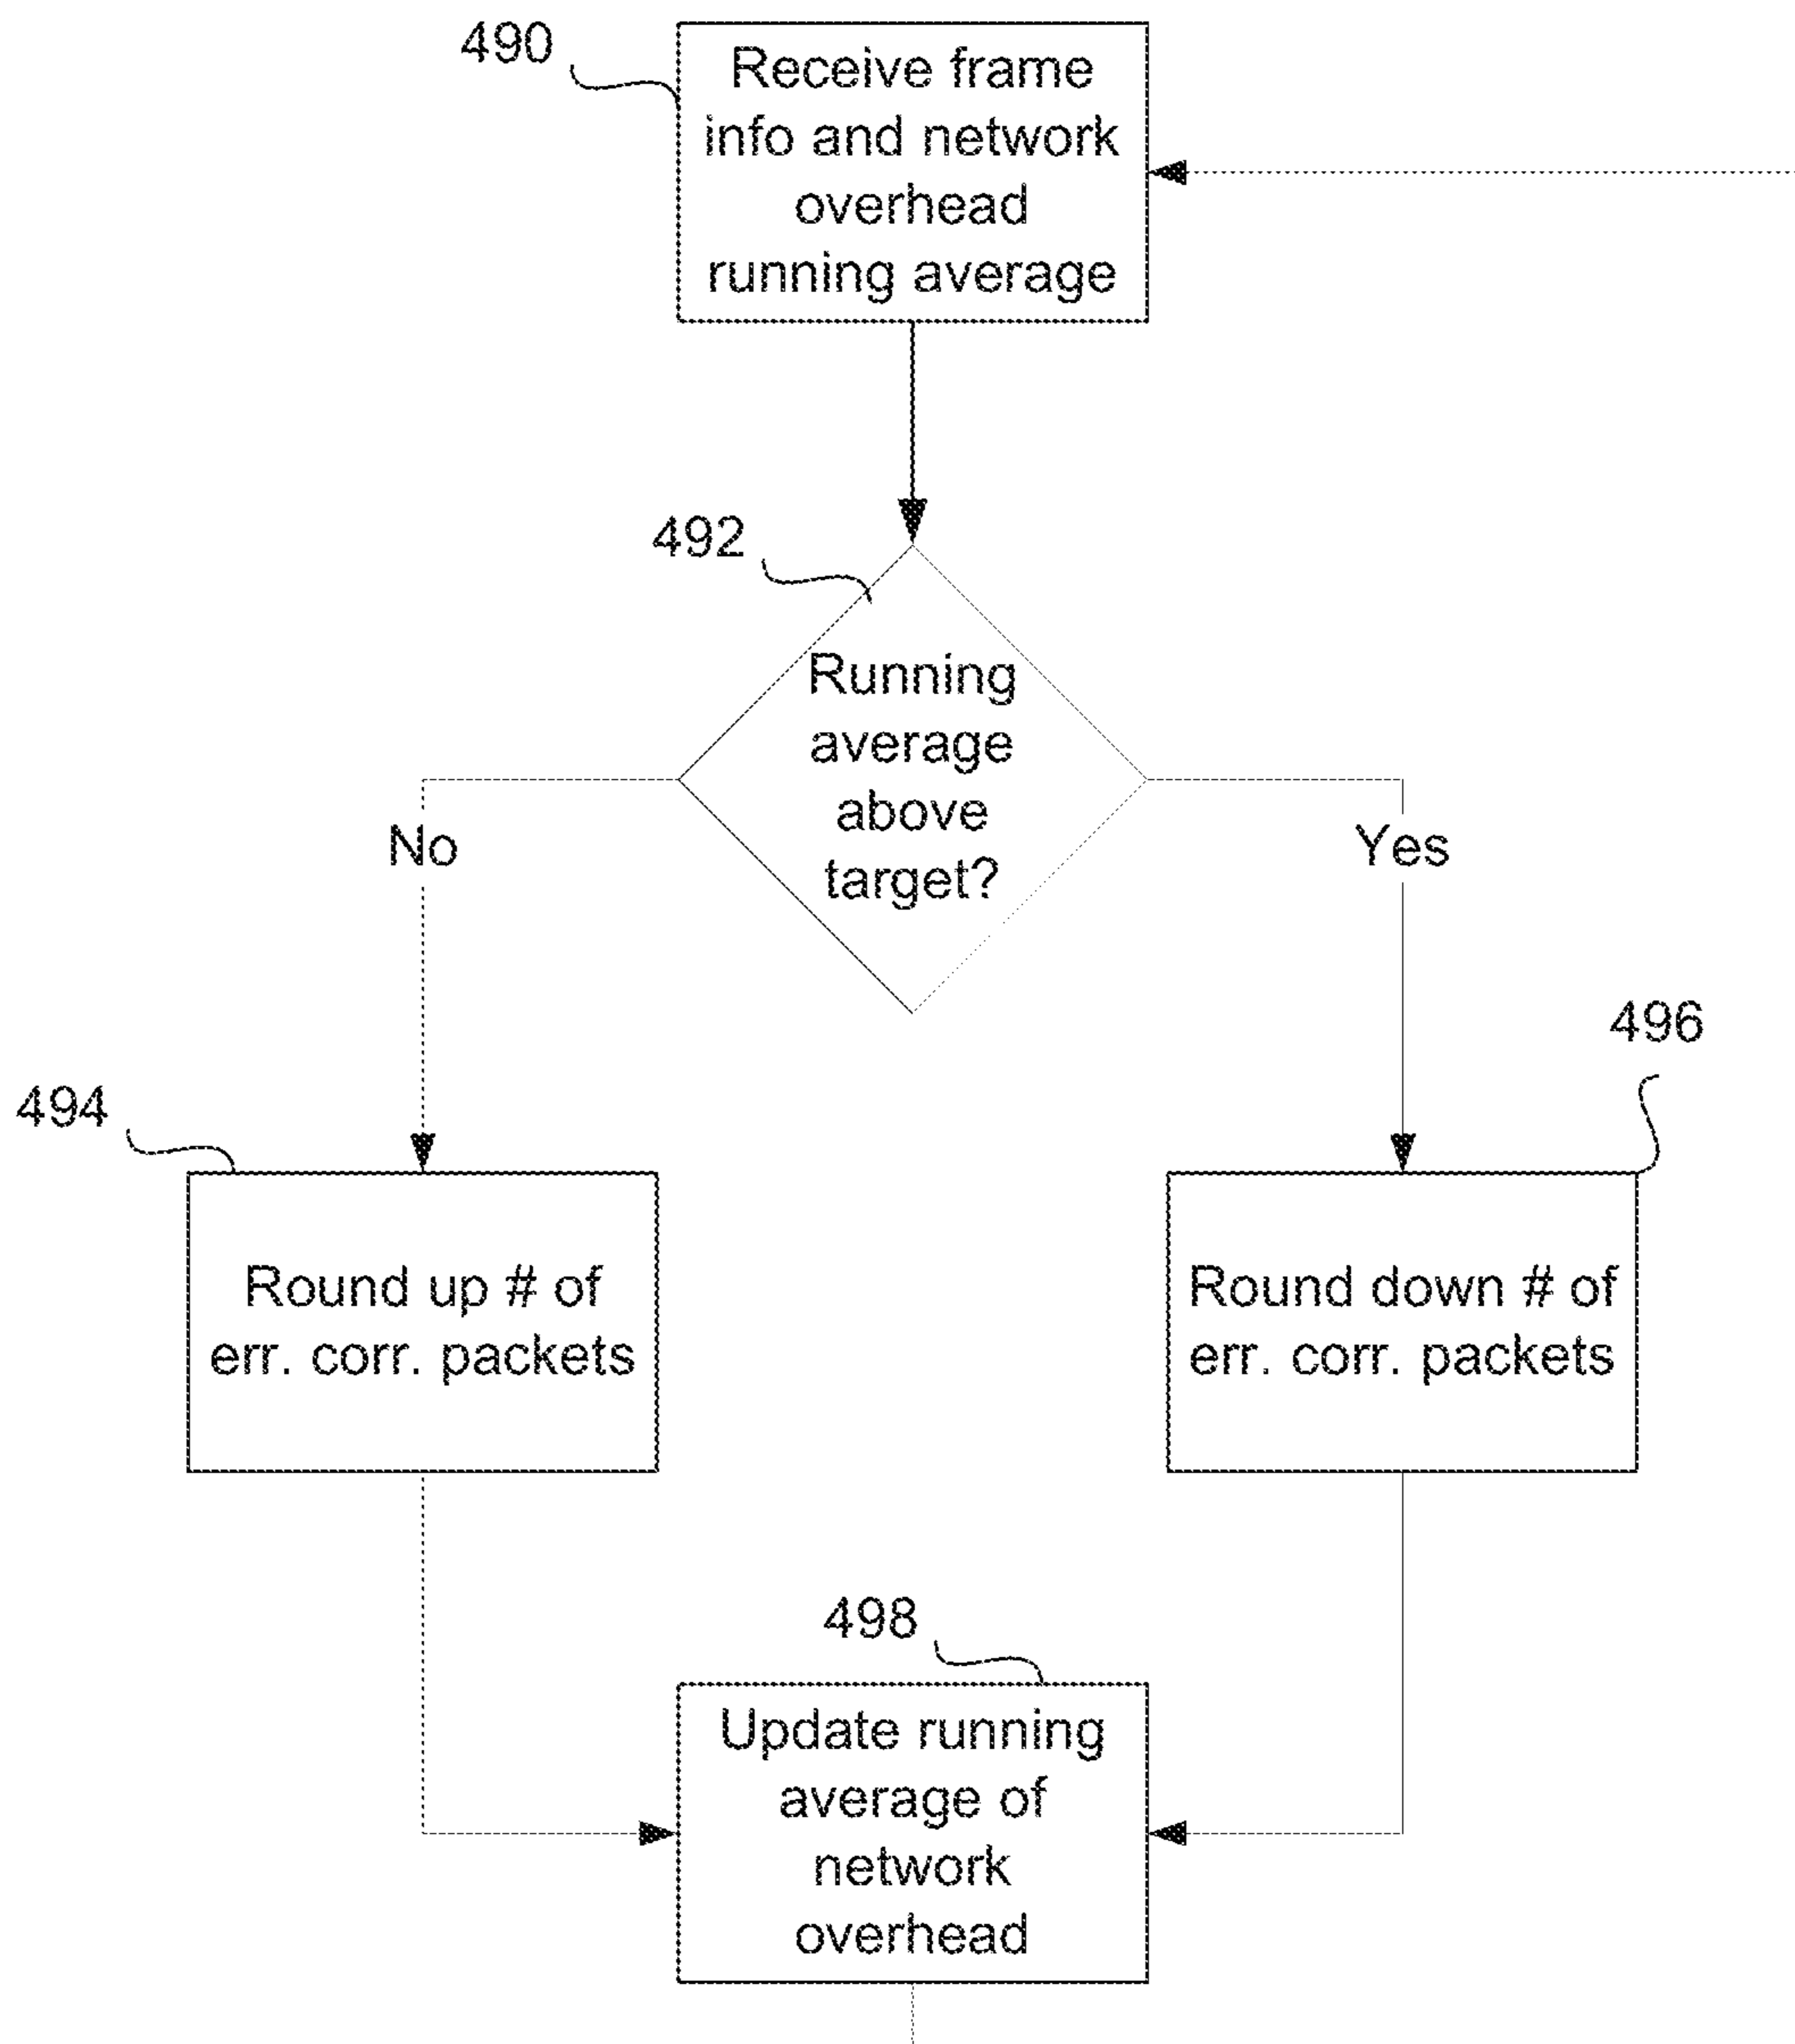 490
Receive frame
info and network
overhead
running average
492
Running
average
above
target?
No
Yes
496
494
Round up # of
err. corr. packets
Round down # of
err. corr. packets
498
Update running
average of
network
overhead